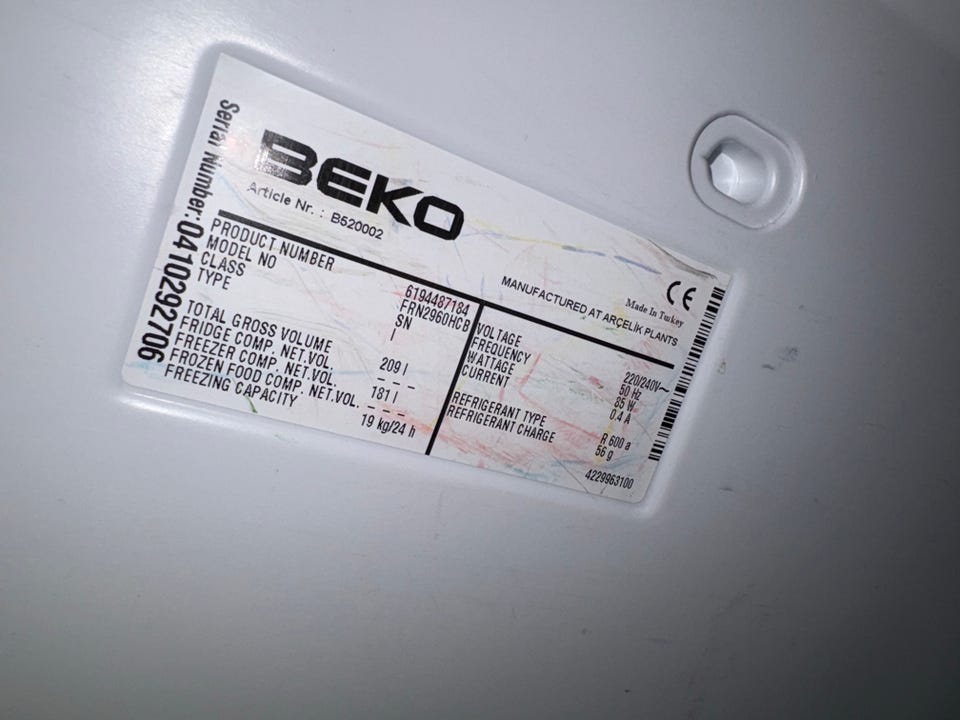 BEKO
Article Nr. : B520002
Serial Number:0410292706
PRODUCT NUMBER 6194487184
MODEL NO FRN2960HCB
CLASS SN
TYPE I
TOTAL GROSS VOLUME 209 l
FRIDGE COMP. NET.VOL - - -
FREEZER COMP. NET.VOL. 181 l
FROZEN FOOD COMP. NET.VOL. - - -
FREEZING CAPACITY 19 kg/24 h
CE
Made In Turkey
MANUFACTURED AT ARÇELİK PLANTS
VOLTAGE 220/240V~
FREQUENCY 50 Hz
WATTAGE 85 W
CURRENT 0.4 A
REFRIGERANT TYPE R 600 a
REFRIGERANT CHARGE 56 g
4229963100